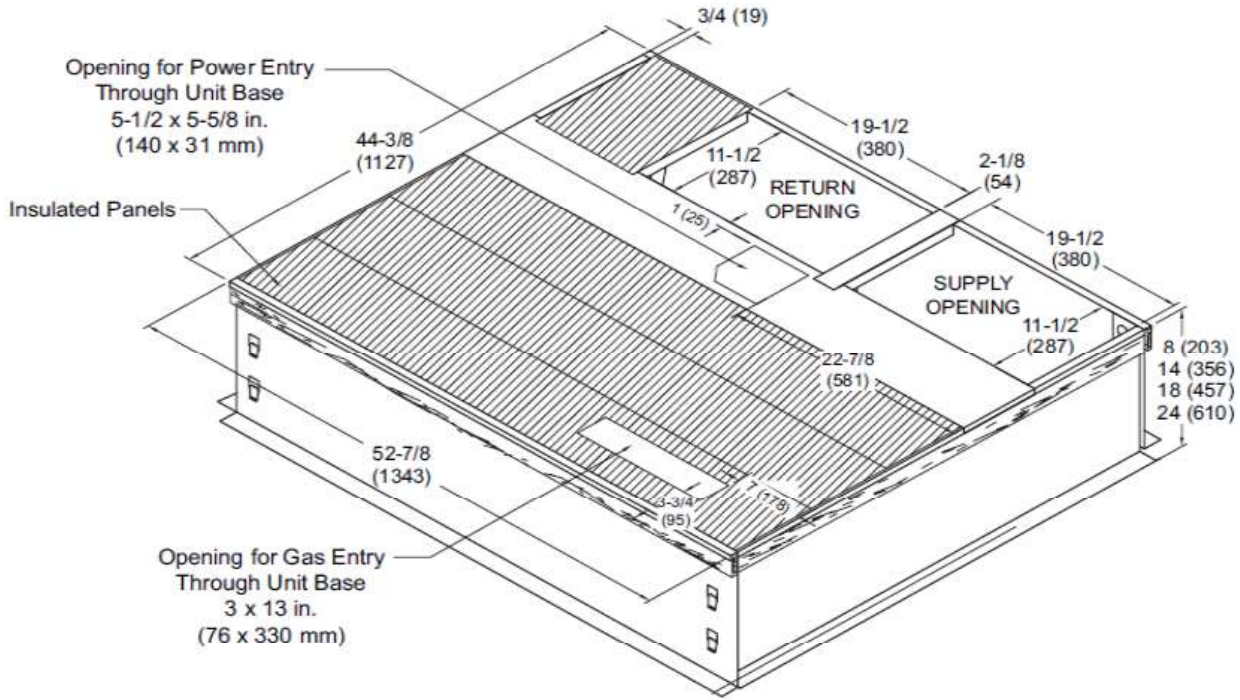 3/4 (19)
Opening for Power Entry
Through Unit Base
5-1/2 x 5-5/8 in.
(140 x 31 mm)
44-3/8
(1127)
19-1/2
(380)
11-1/2
(287)
2-1/8
(54)
RETURN
OPENING
Insulated Panels
1 (25)
19-1/2
(380)
SUPPLY
OPENING
11-1/2
(287)
8 (203)
14 (356)
18 (457)
24 (610)
22-7/8
(581)
52-7/8
(1343)
7 (178)
3-3/4
(95)
Opening for Gas Entry
Through Unit Base
3 x 13 in.
(76 x 330 mm)